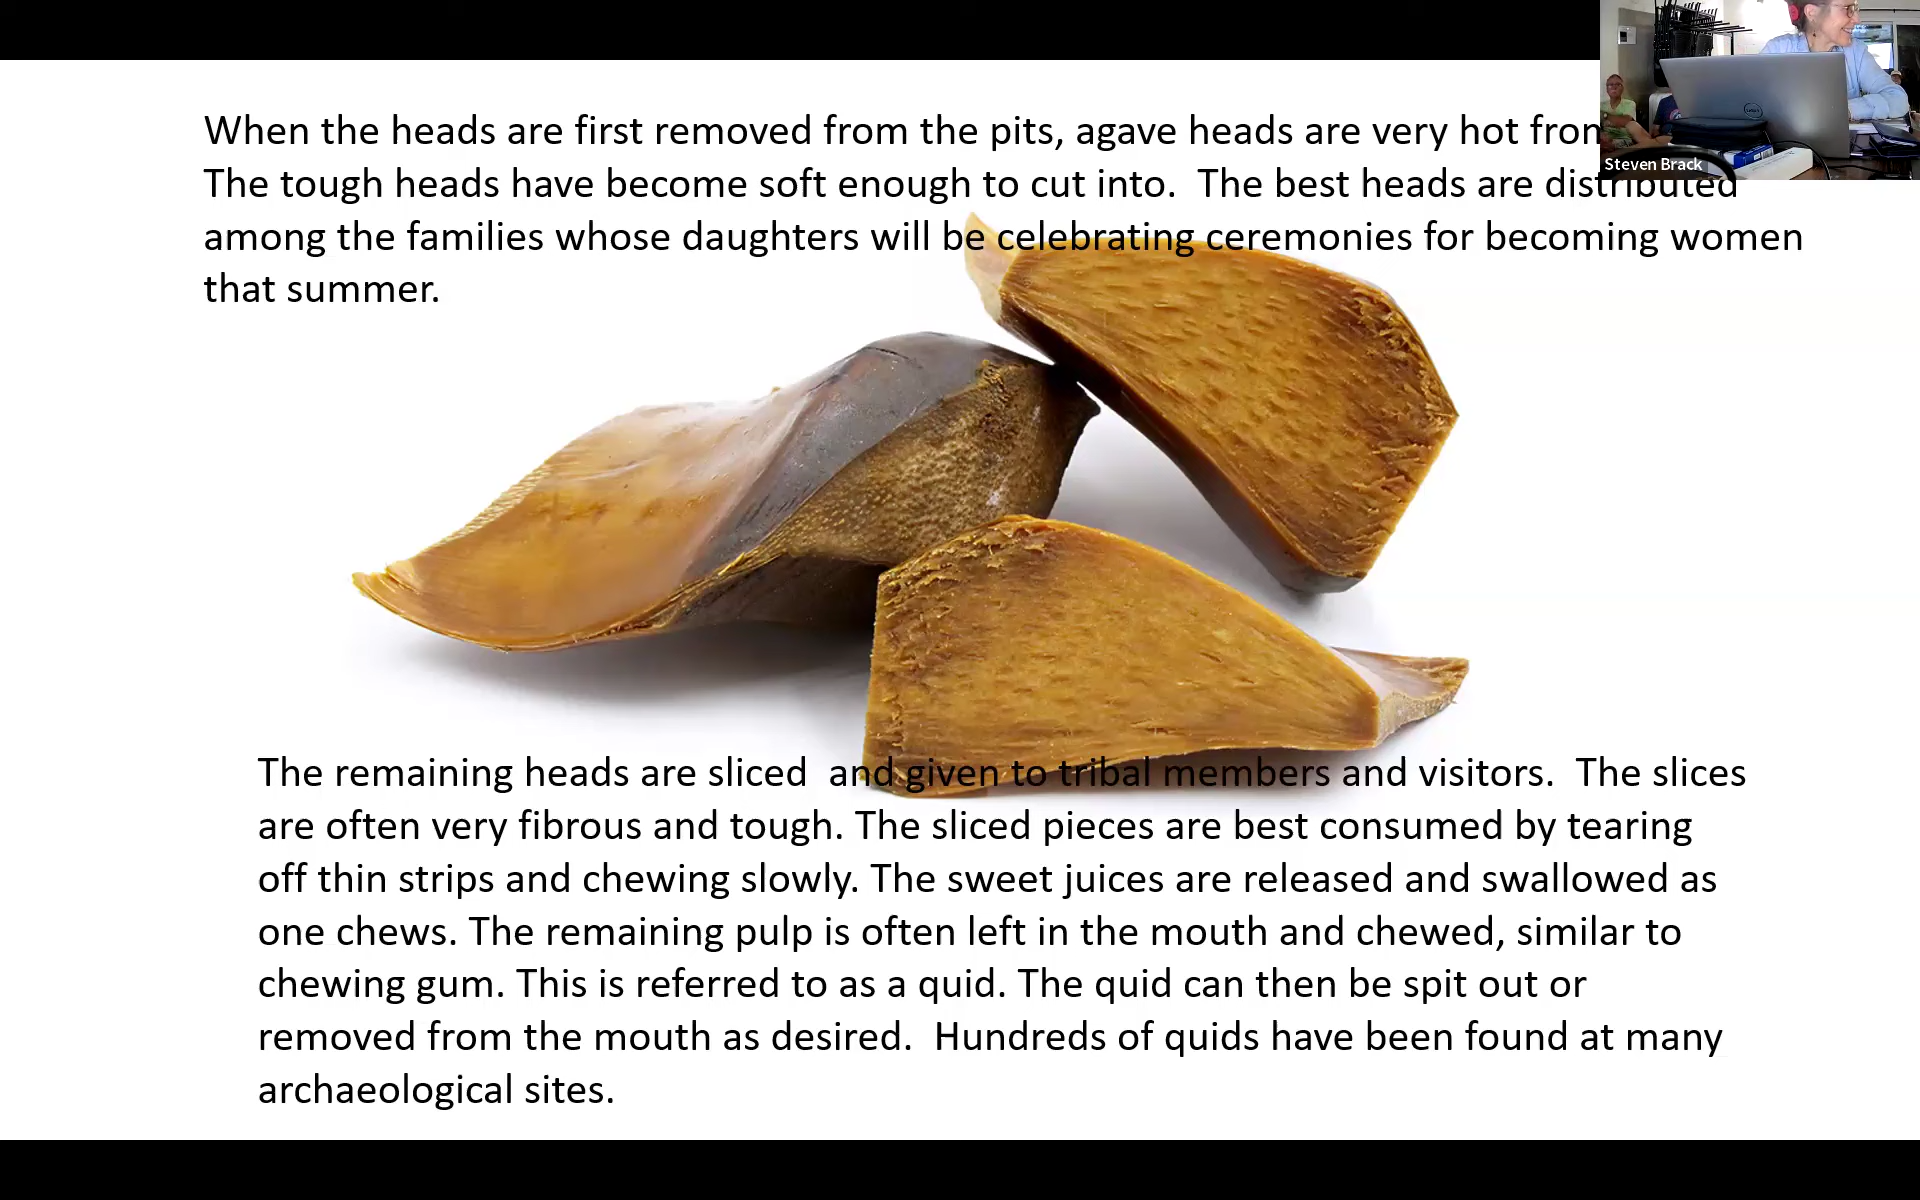 When the heads are first removed from the pits, agave heads are very hot from
The tough heads have become soft enough to cut into.  The best heads are distributed
among the families whose daughters will be celebrating ceremonies for becoming women
that summer.
Steven Brack
The remaining heads are sliced  and given to tribal members and visitors.  The slices
are often very fibrous and tough. The sliced pieces are best consumed by tearing
off thin strips and chewing slowly. The sweet juices are released and swallowed as
one chews. The remaining pulp is often left in the mouth and chewed, similar to
chewing gum. This is referred to as a quid. The quid can then be spit out or
removed from the mouth as desired.  Hundreds of quids have been found at many
archaeological sites.